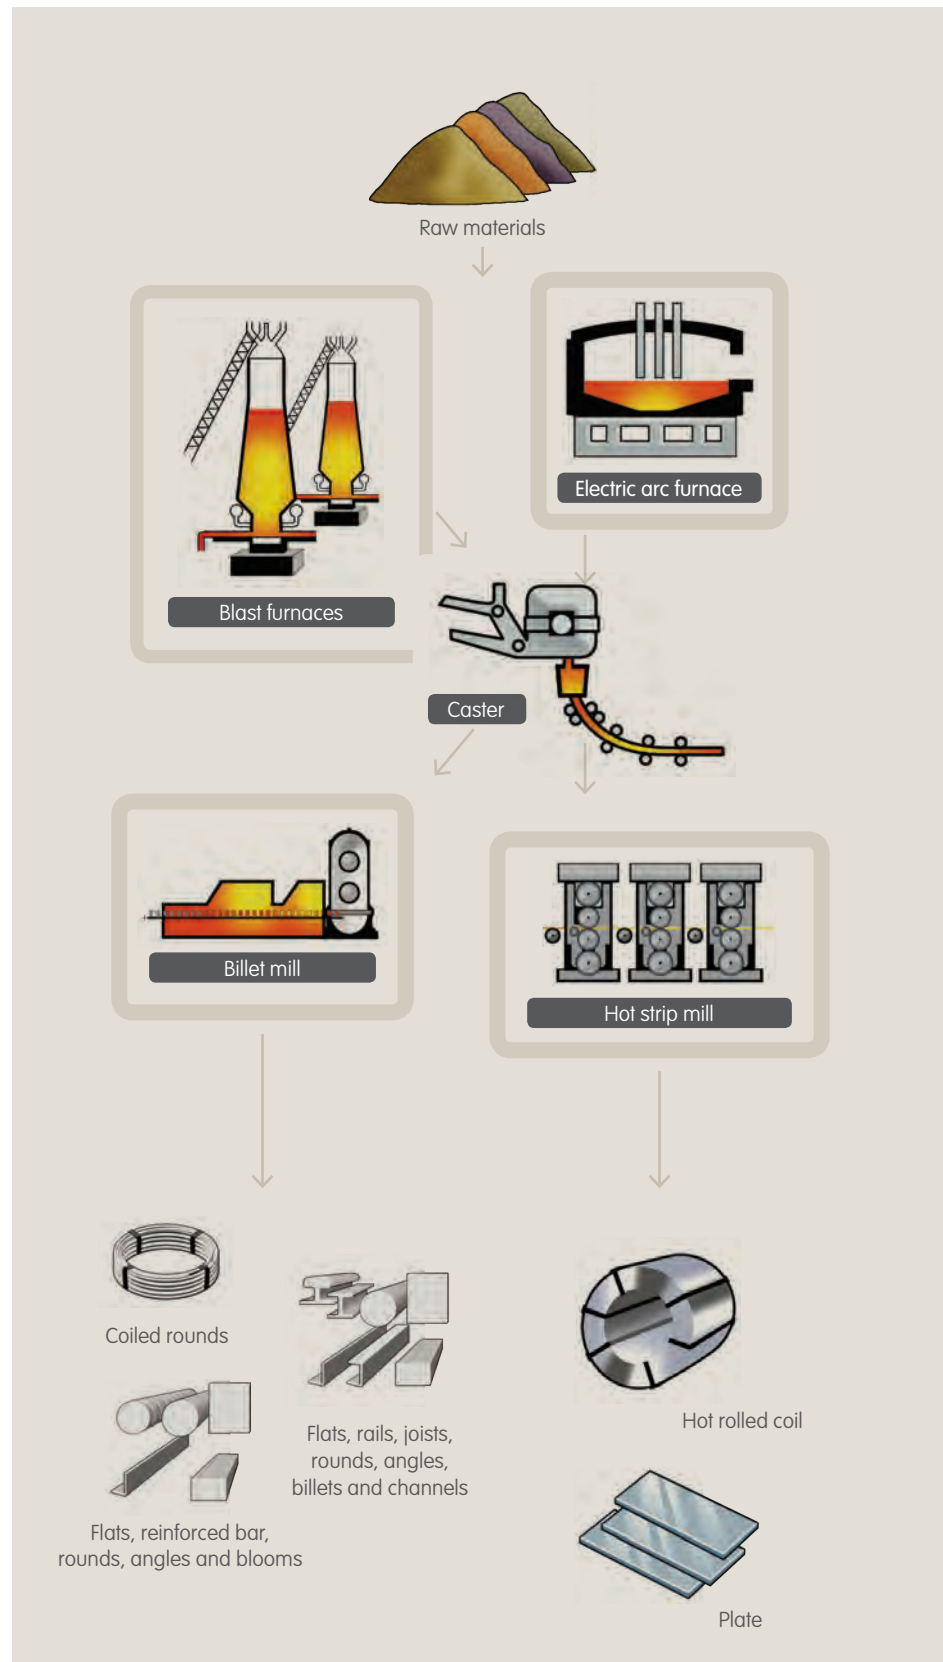 Raw materials
Electric arc furnace
Blast furnaces
Caster
Billet mill
Hot strip mill
Coiled rounds
Flats, rails, joists,
rounds, angles,
billets and channels
Hot rolled coil
Flats, reinforced bar,
rounds, angles and blooms
Plate